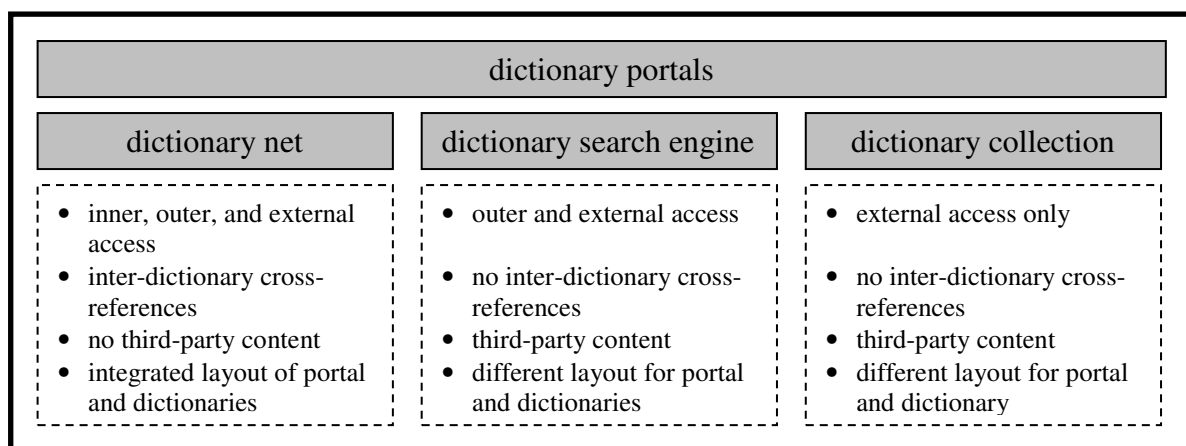 dictionary portals
dictionary net
• inner, outer, and external
access
• inter-dictionary cross-
references
• no third-party content
• integrated layout of portal
and dictionaries
dictionary search engine
• outer and external access
• no inter-dictionary cross-
references
• third-party content
• different layout for portal
and dictionaries
dictionary collection
• external access only
• no inter-dictionary cross-
references
• third-party content
• different layout for portal
and dictionary